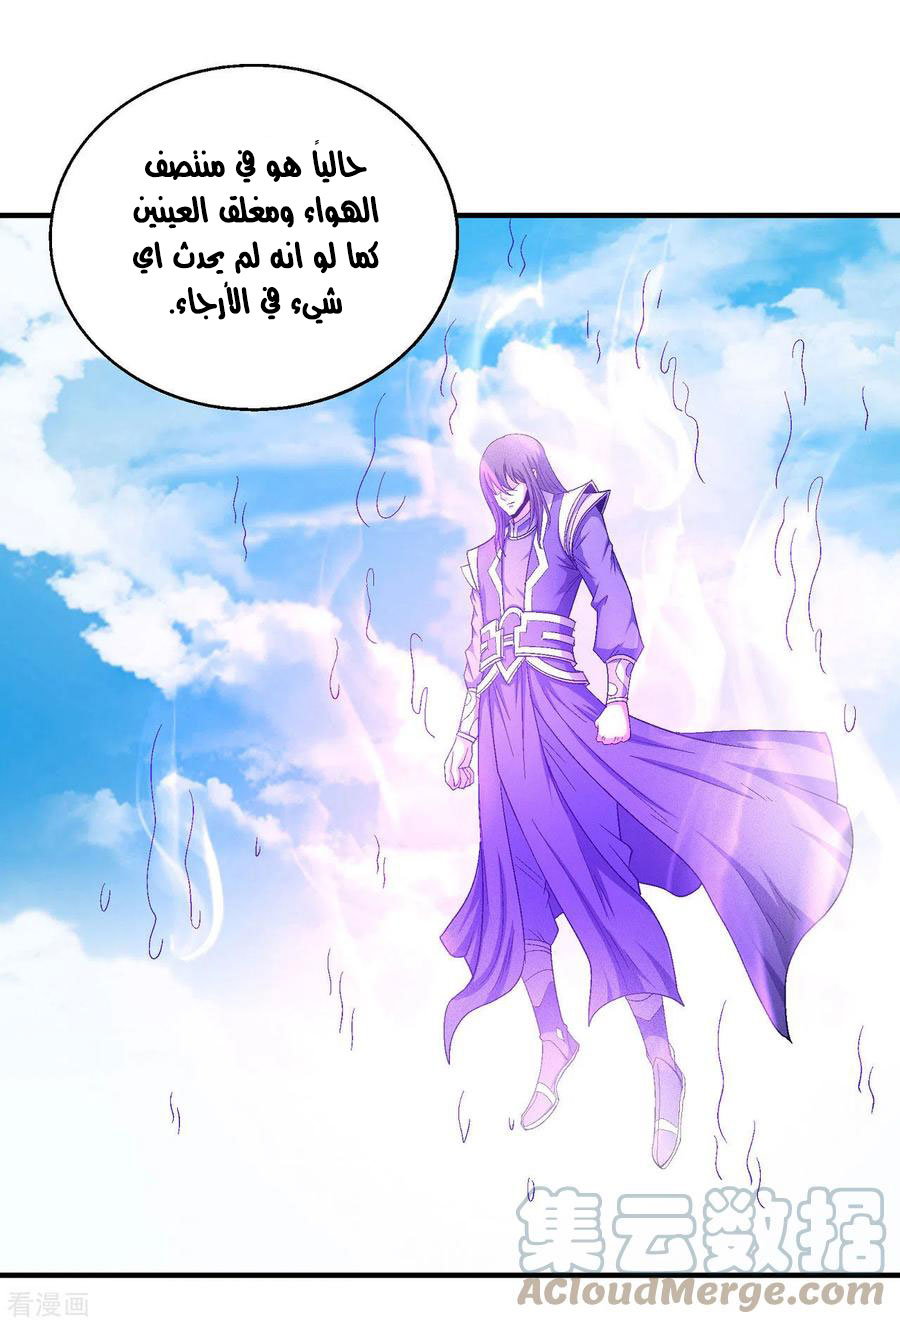 حالياً هو في منتصف
الهواء ومغلق العينين
كما لو انه لم يحدث اي
شيء في الأرجاء.
集云数据
ACloudMerge.com
看漫画